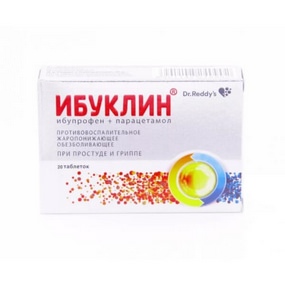 Dr.Reddy's
ИБУКЛИН®
ибупрофен + парацетамол
ПРОТИВОВОСПАЛИТЕЛЬНОЕ
ЖАРОПОНИЖАЮЩЕЕ
ОБЕЗБОЛИВАЮЩЕЕ
ПРИ ПРОСТУДЕ И ГРИППЕ
20 таблеток